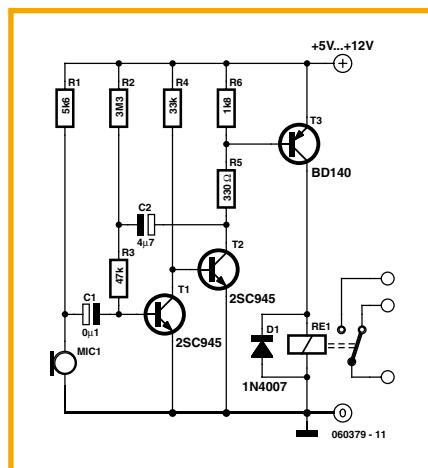 +5V...+12V
R1
R2
R4
R6
5k6
3M3
33k
1k8
T3
BD140
R5
330 Ω
C2
4µ7
R3
47k
T2
2SC945
C1
0µ1
T1
2SC945
MIC1
D1
1N4007
RE1
0
060379 - 11